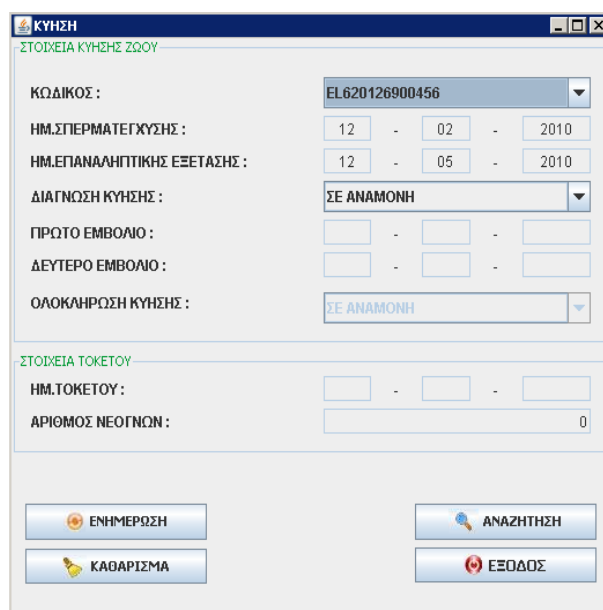 ΚΥΗΣΗ
ΣΤΟΙΧΕΙΑ ΚΥΗΣΗΣ ΖΩΟΥ
ΚΩΔΙΚΟΣ : EL620126900456
ΗΜ.ΣΠΕΡΜΑΤΕΓΧΥΣΗΣ : 12 - 02 - 2010
ΗΜ.ΕΠΑΝΑΛΗΠΤΙΚΗΣ ΕΞΕΤΑΣΗΣ : 12 - 05 - 2010
ΔΙΑΓΝΩΣΗ ΚΥΗΣΗΣ : ΣΕ ΑΝΑΜΟΝΗ
ΠΡΩΤΟ ΕΜΒΟΛΙΟ : - -
ΔΕΥΤΕΡΟ ΕΜΒΟΛΙΟ : - -
ΟΛΟΚΛΗΡΩΣΗ ΚΥΗΣΗΣ : ΣΕ ΑΝΑΜΟΝΗ
ΣΤΟΙΧΕΙΑ ΤΟΚΕΤΟΥ
ΗΜ.ΤΟΚΕΤΟΥ : - -
ΑΡΙΘΜΟΣ ΝΕΟΓΝΩΝ : 0
ΕΝΗΜΕΡΩΣΗ ΑΝΑΖΗΤΗΣΗ
ΚΑΘΑΡΙΣΜΑ ΕΞΟΔΟΣ